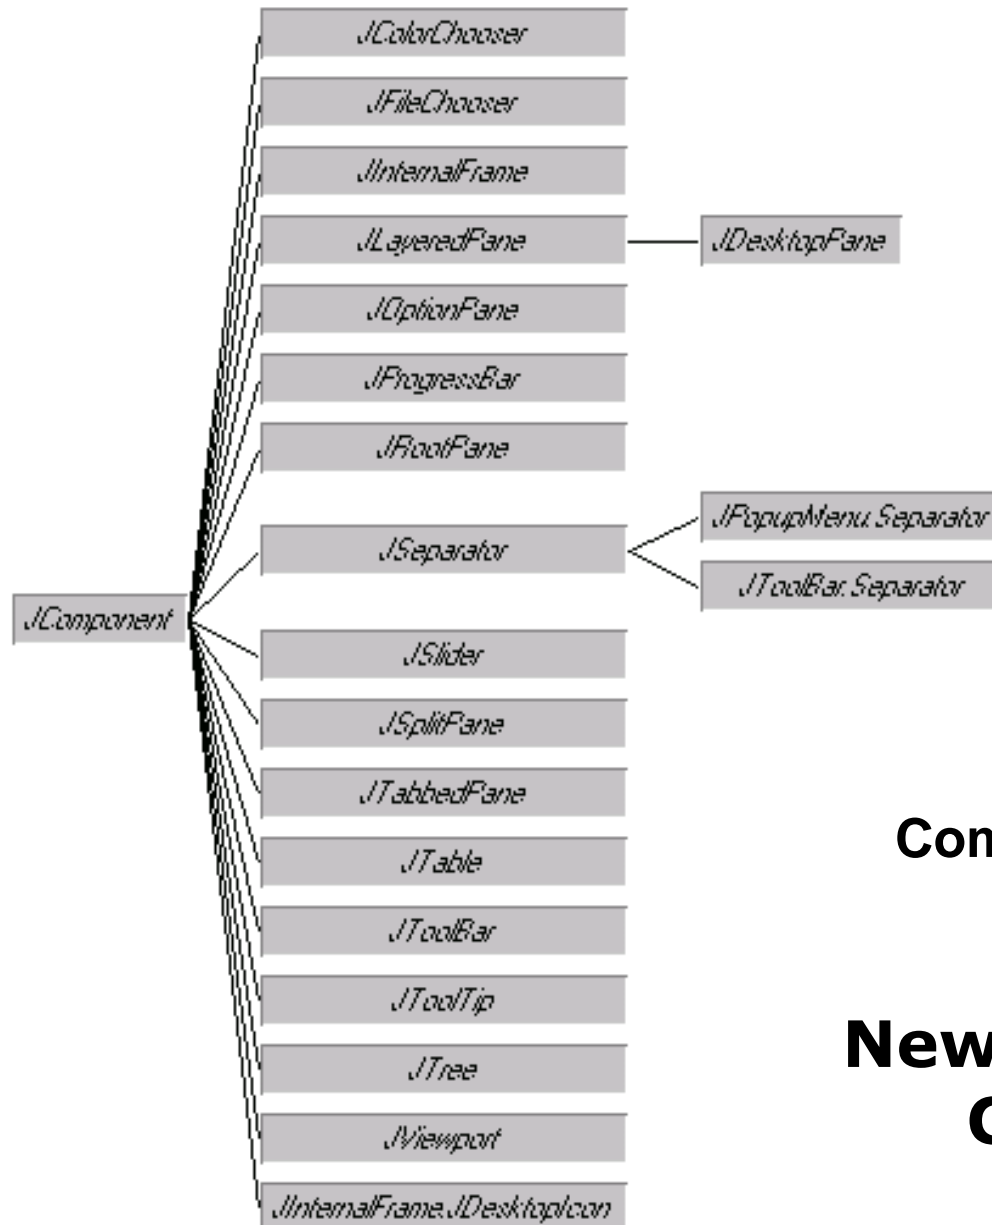 JColorChooser
JFileChooser
JInternalFrame
JLayeredPane
JDesktopPane
JOptionPane
JProgressBar
JRootPane
JPopupMenu.Separator
JSeparator
JToolBar.Separator
JComponent
JSlider
JSplitPane
JTabbedPane
JTable
JToolBar
JToolTip
JTree
JViewport
JInternalFrame.JDesktopIcon
Com
New